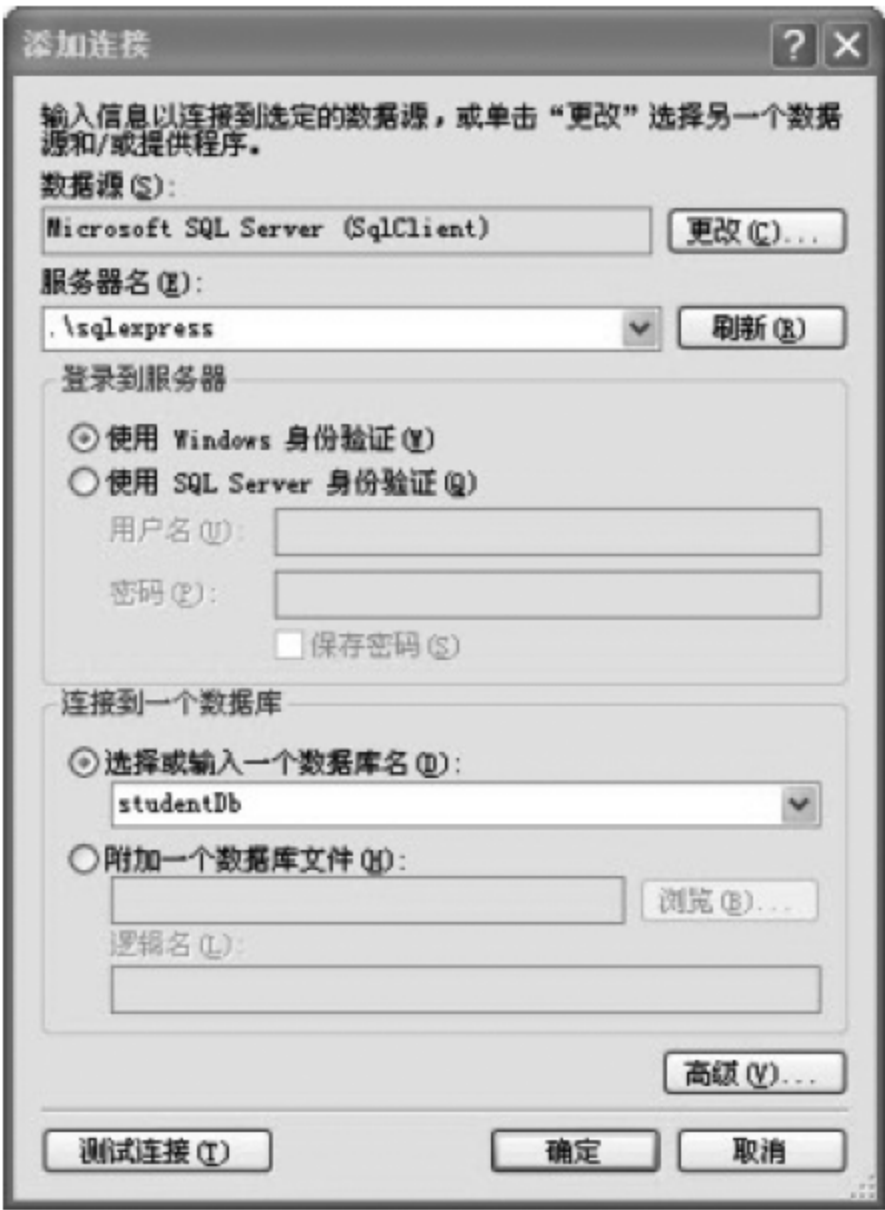 添加连接
输入信息以连接到选定的数据源，或单击“更改”选择另一个数据
源和/或提供程序。
数据源(S):
Microsoft SQL Server (SqlClient)
更改(C)...
服务器名(E):
.\sqlexpress
刷新(R)
登录到服务器
使用 Windows 身份验证(W)
使用 SQL Server 身份验证(Q)
用户名(U):
密码(P):
保存密码(S)
连接到一个数据库
选择或输入一个数据库名(D):
studentDb
附加一个数据库文件(H):
浏览(B)...
逻辑名(L):
高级(V)...
测试连接(T)
确定
取消